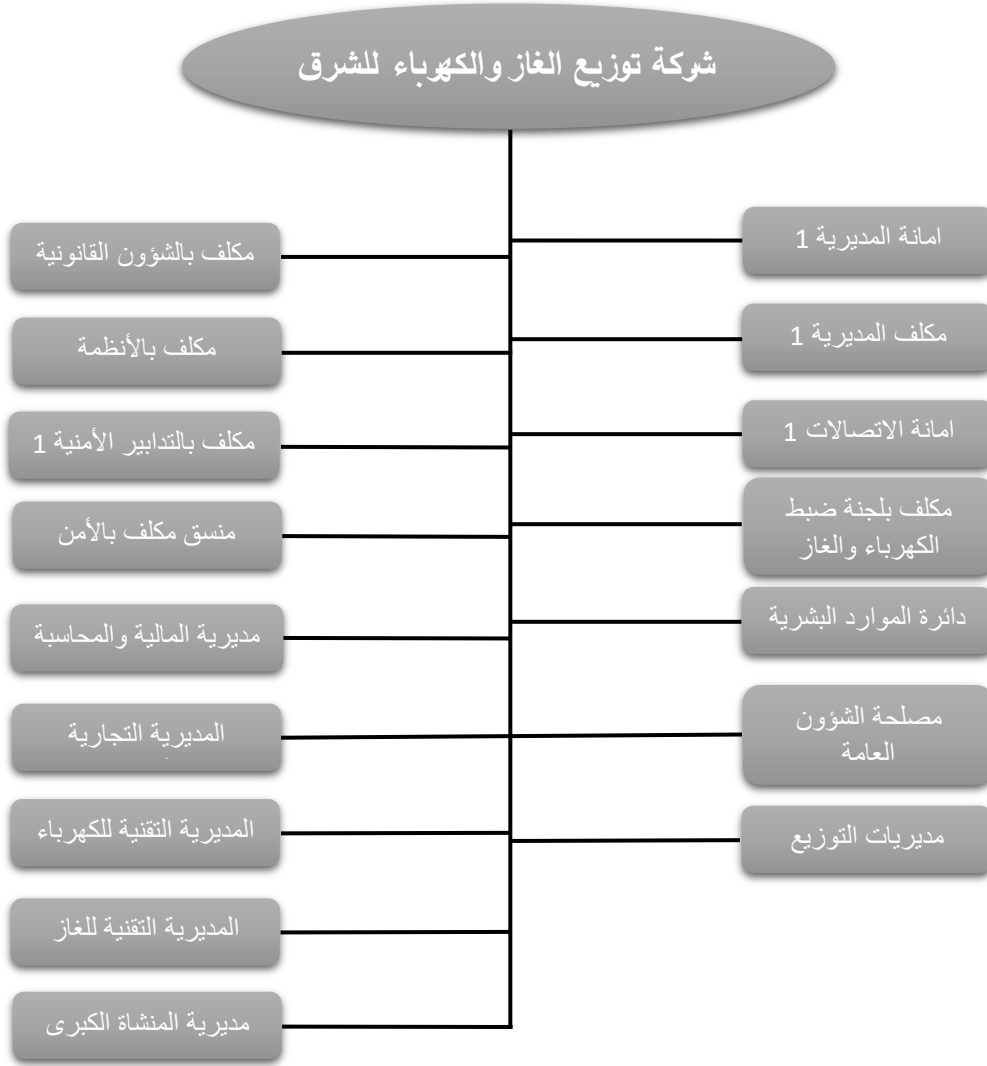 شركة توزيع الغاز والكهرباء للشرق
امانة المديرية 1
مكلف بالشؤون القانونية
مكلف المديرية 1
مكلف بالأنظمة
امانة الاتصالات 1
مكلف بالتدابير الأمنية 1
مكلف بلجنة ضبط
الكهرباء والغاز
منسق مكلف بالأمن
دائرة الموارد البشرية
مديرية المالية والمحاسبة
مصلحة الشؤون
العامة
المديرية التجارية
مديريات التوزيع
المديرية التقنية للكهرباء
المديرية التقنية للغاز
مديرية المنشاة الكبرى